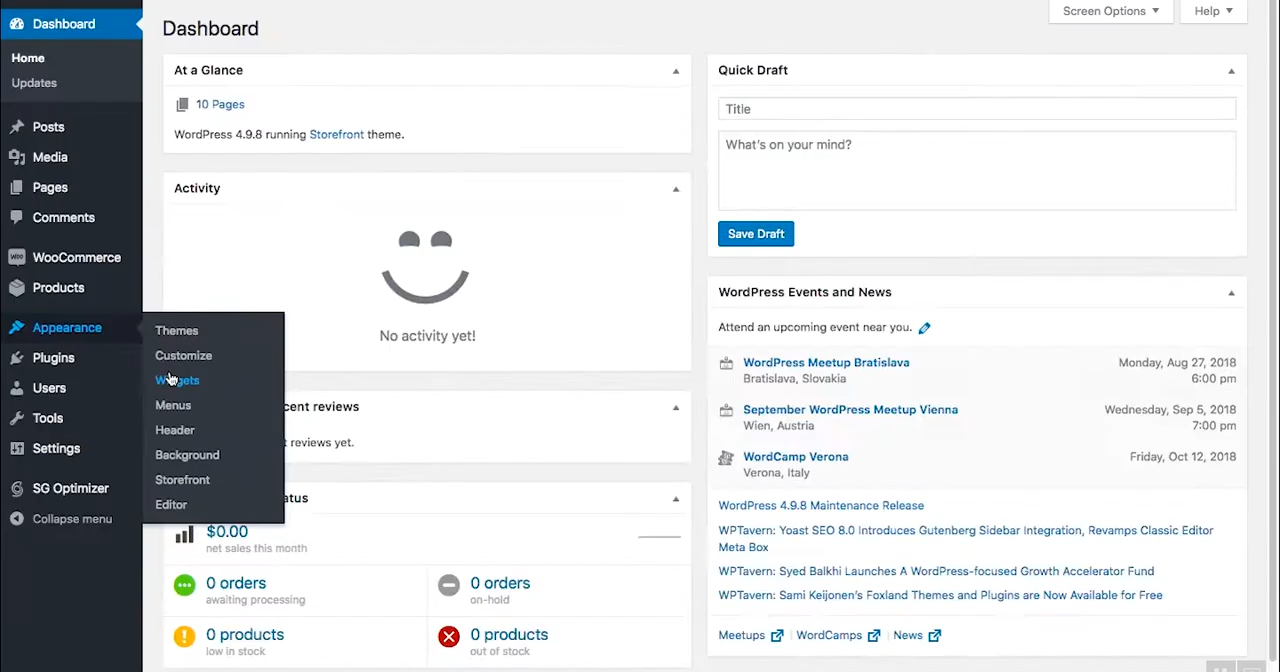 Dashboard
Home
Updates
Posts
Media
Pages
Comments
WOO
WooCommerce
Products
Appearance
Plugins
Users
Tools
Settings
SG Optimizer
Collapse menu
Themes
Customize
Widgets
Menus
Header
Background
Storefront
Editor
Screen Options
Help
Dashboard
At a Glance
10 Pages
WordPress 4.9.8 running Storefront theme.
Activity
No activity yet!
cent reviews
t reviews yet.
atus
$0.00
net sales this month
0 orders
awaiting processing
0 orders
on-hold
0 products
low in stock
0 products
out of stock
Quick Draft
Title
What's on your mind?
Save Draft
WordPress Events and News
Attend an upcoming event near you.
WordPress Meetup Bratislava Monday, Aug 27, 2018
Bratislava, Slovakia 6:00 pm
September WordPress Meetup Vienna Wednesday, Sep 5, 2018
Wien, Austria 7:00 pm
WordCamp Verona Friday, Oct 12, 2018
Verona, Italy
WordPress 4.9.8 Maintenance Release
WPTavern: Yoast SEO 8.0 Introduces Gutenberg Sidebar Integration, Revamps Classic Editor
Meta Box
WPTavern: Syed Balkhi Launches A WordPress-focused Growth Accelerator Fund
WPTavern: Sami Keijonen's Foxland Themes and Plugins are Now Available for Free
Meetups | WordCamps | News